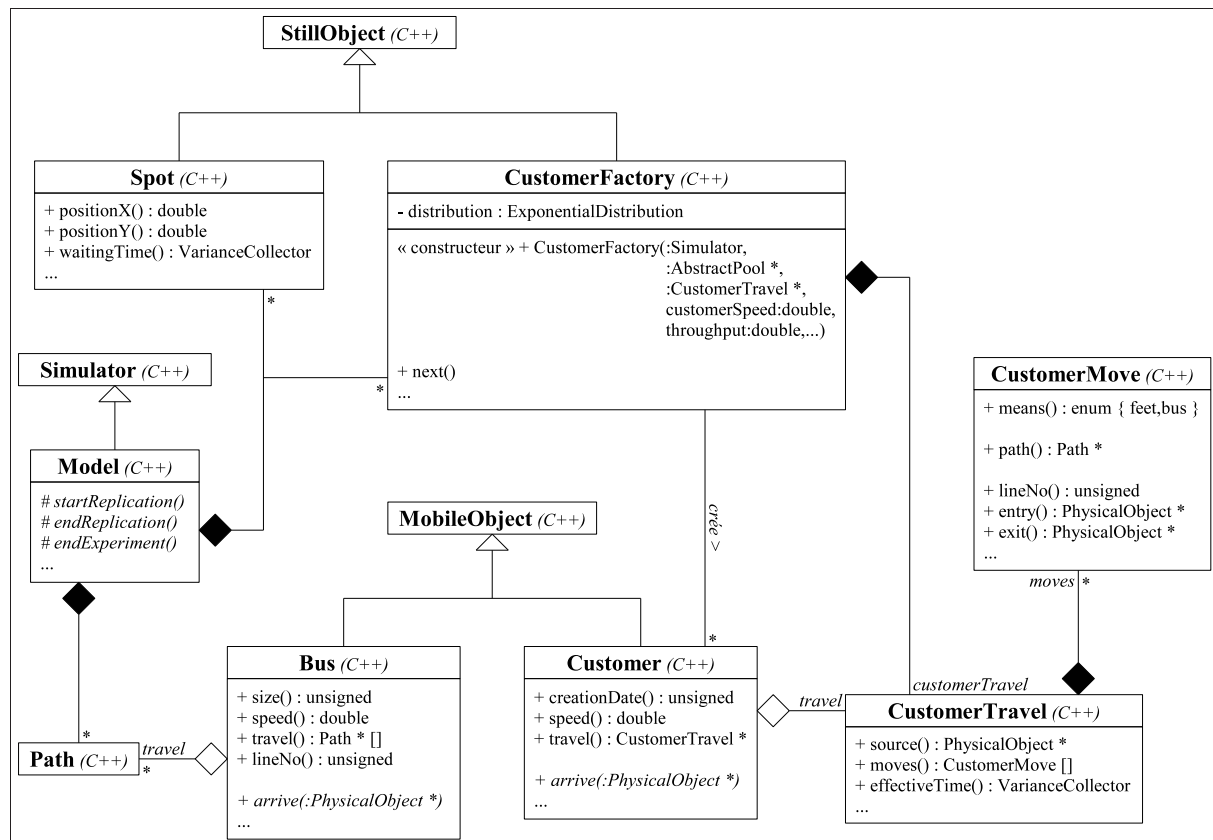 StillObject (C++)
Spot (C++)
+ positionX() : double
+ positionY() : double
+ waitingTime() : VarianceCollector
...
*
CustomerFactory (C++)
- distribution : ExponentialDistribution
« constructeur » + CustomerFactory(:Simulator,
:AbstractPool *,
:CustomerTravel *,
customerSpeed:double,
throughput:double,...)
+ next()
...
*
Simulator (C++)
Model (C++)
# startReplication()
# endReplication()
# endExperiment()
...
CustomerMove (C++)
+ means() : enum { feet,bus }
+ path() : Path *
+ lineNo() : unsigned
+ entry() : PhysicalObject *
+ exit() : PhysicalObject *
...
moves *
MobileObject (C++)
crée >
*
Bus (C++)
+ size() : unsigned
+ speed() : double
+ travel() : Path * []
+ lineNo() : unsigned
+ arrive(:PhysicalObject *)
...
Customer (C++)
+ creationDate() : unsigned
+ speed() : double
+ travel() : CustomerTravel *
+ arrive(:PhysicalObject *)
...
travel
customerTravel
CustomerTravel (C++)
+ source() : PhysicalObject *
+ moves() : CustomerMove []
+ effectiveTime() : VarianceCollector
...
*
Path (C++)
travel
*